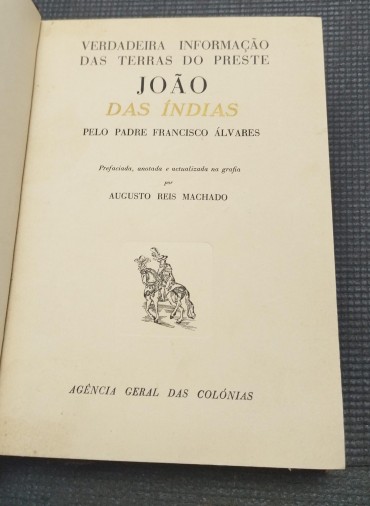 VERDADEIRA INFORMAÇÃO
DAS TERRAS DO PRESTE
JOÃO
DAS ÍNDIAS
PELO PADRE FRANCISCO ÁLVARES
Prefaciada, anotada e actualizada na grafia
por
AUGUSTO REIS MACHADO
AGÊNCIA GERAL DAS COLÓNIAS